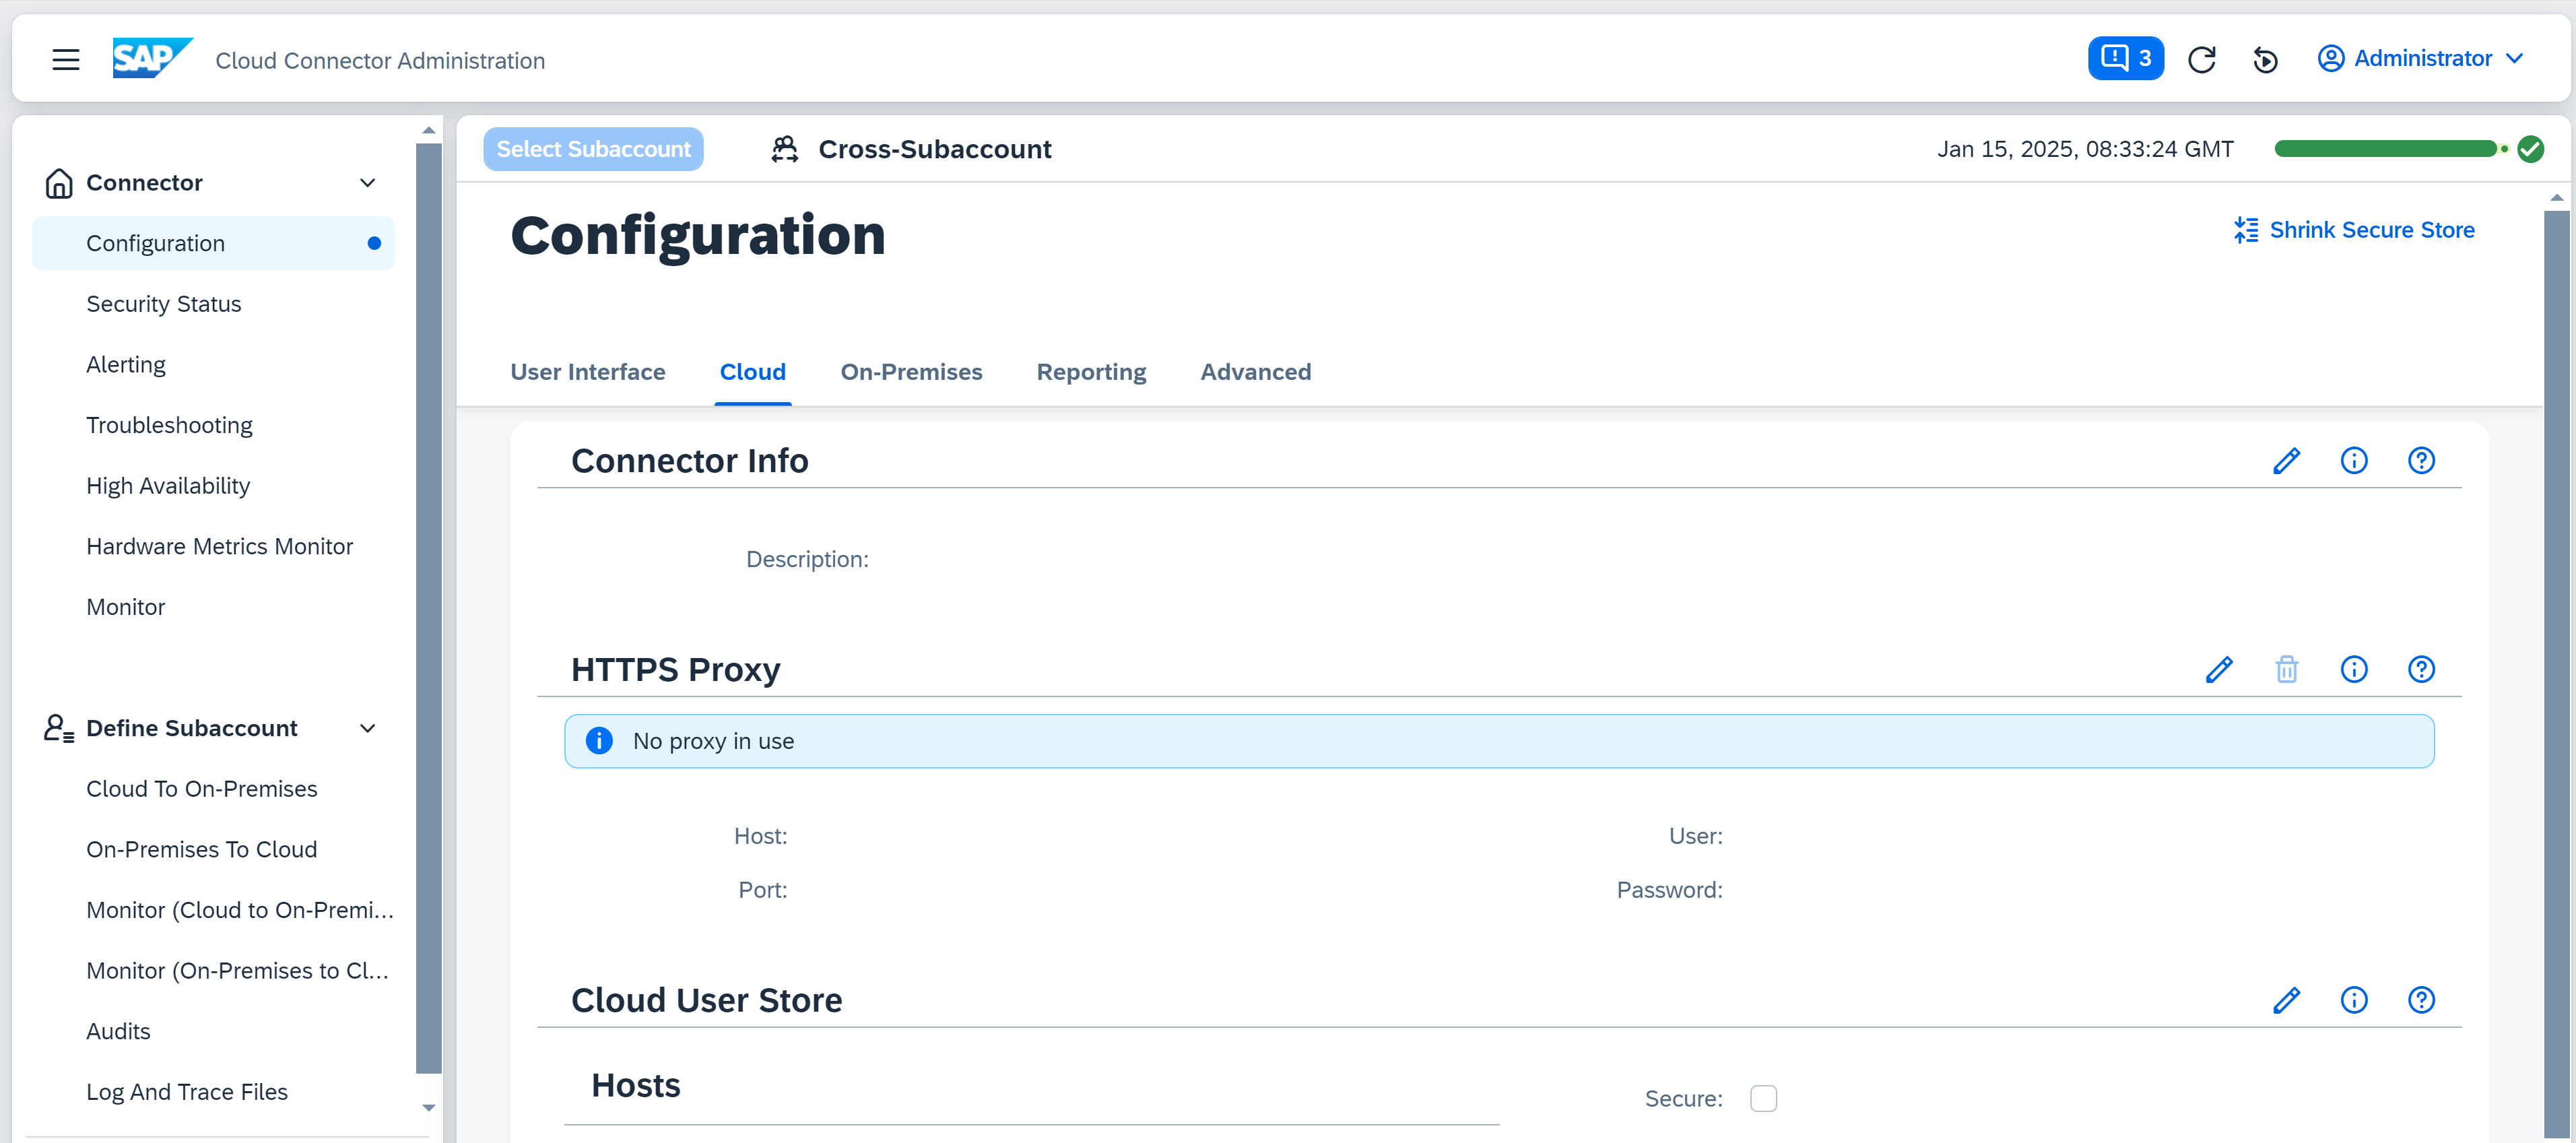 SAP Cloud Connector Administration 3 Administrator
Connector
Configuration
Security Status
Alerting
Troubleshooting
High Availability
Hardware Metrics Monitor
Monitor
Define Subaccount
Cloud To On-Premises
On-Premises To Cloud
Monitor (Cloud to On-Premi...
Monitor (On-Premises to Cl...
Audits
Log And Trace Files
Select Subaccount Cross-Subaccount Jan 15, 2025, 08:33:24 GMT
Configuration Shrink Secure Store
User Interface Cloud On-Premises Reporting Advanced
Connector Info
Description:
HTTPS Proxy
No proxy in use
Host: User:
Port: Password:
Cloud User Store
Hosts Secure: